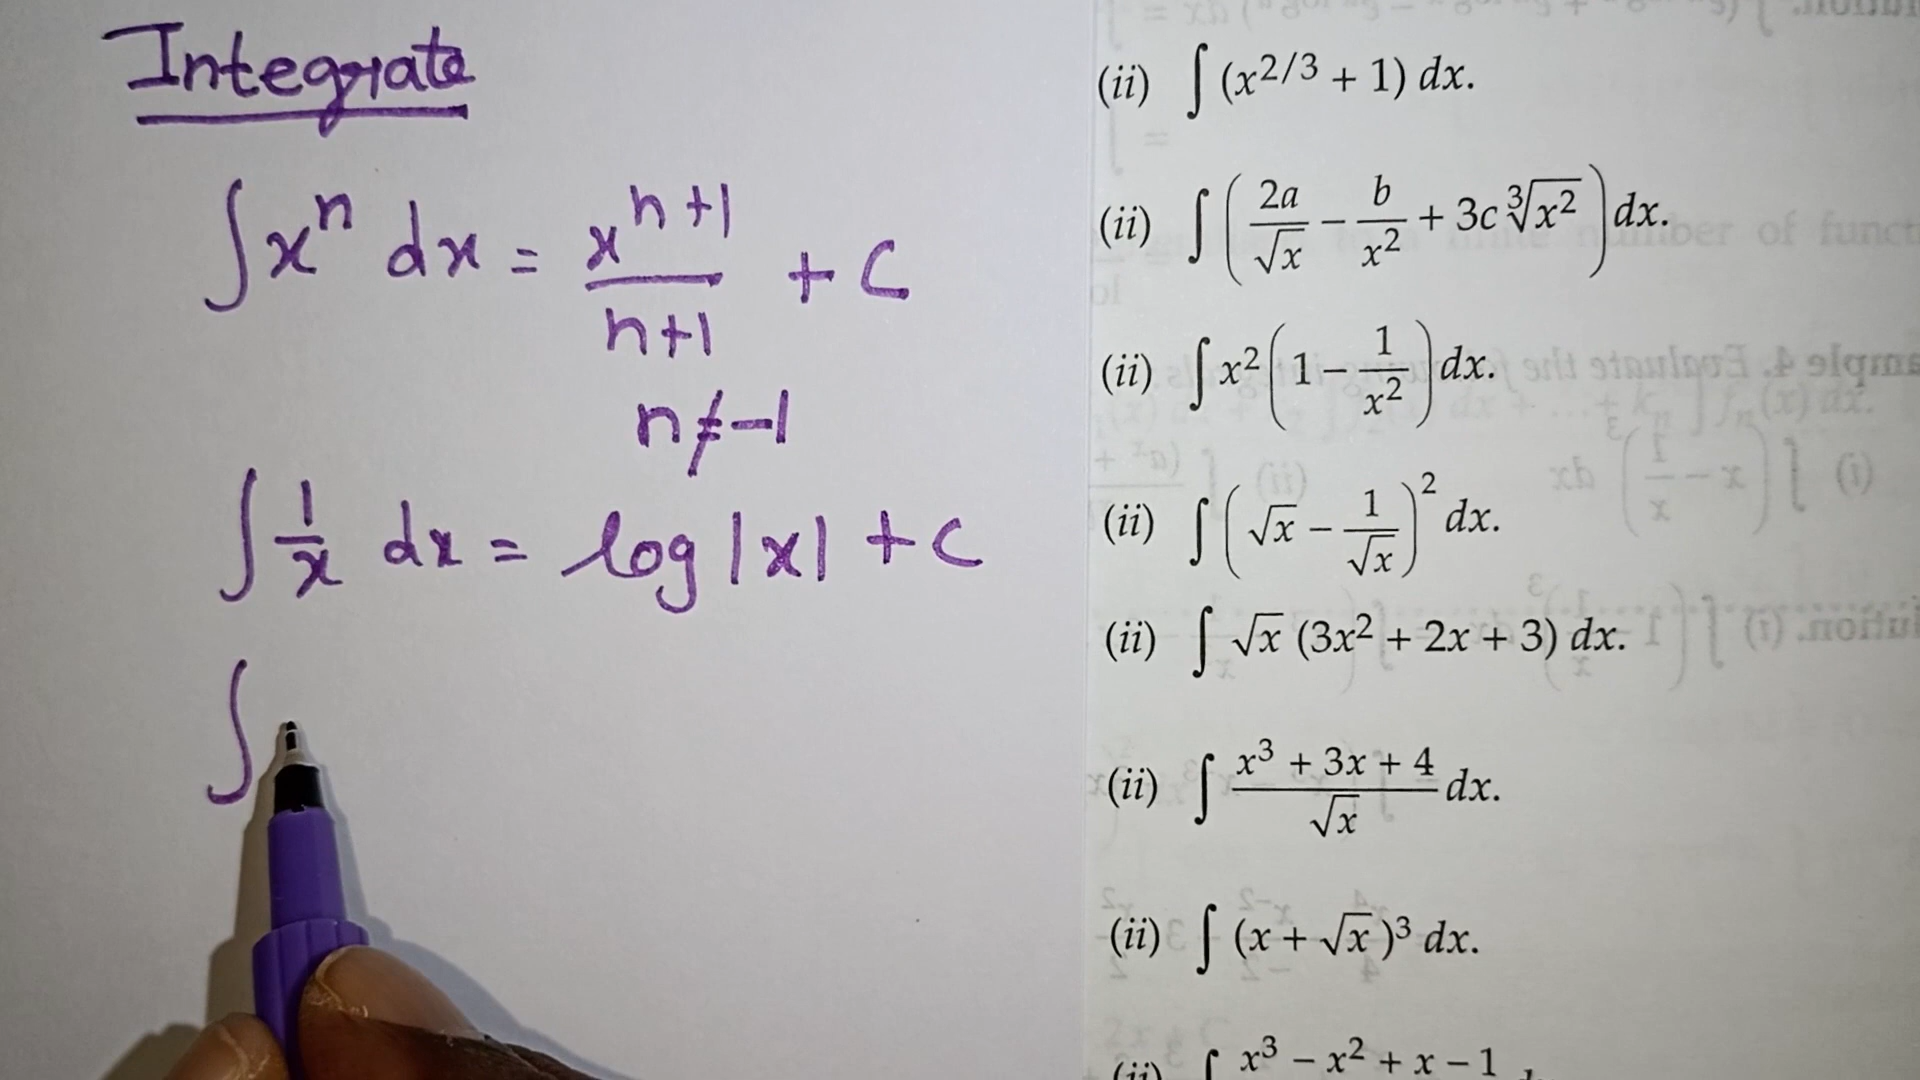 Integrate
∫ xⁿ dx = xⁿ⁺¹/n+1 + C
n ≠ -1
∫ 1/x dx = log |x| + C
∫
(ii) ∫ (x^2/3 + 1) dx.
(ii) ∫ (2a/√x − b/x² + 3c ∛x²) dx.
(ii) ∫ x² (1 − 1/x²) dx.
(ii) ∫ (√x − 1/√x)² dx.
(ii) ∫ √x (3x² + 2x + 3) dx.
(ii) ∫ x³ + 3x + 4/√x dx.
(ii) ∫ (x + √x)³ dx.
(ii) ∫ x³ − x² + x − 1